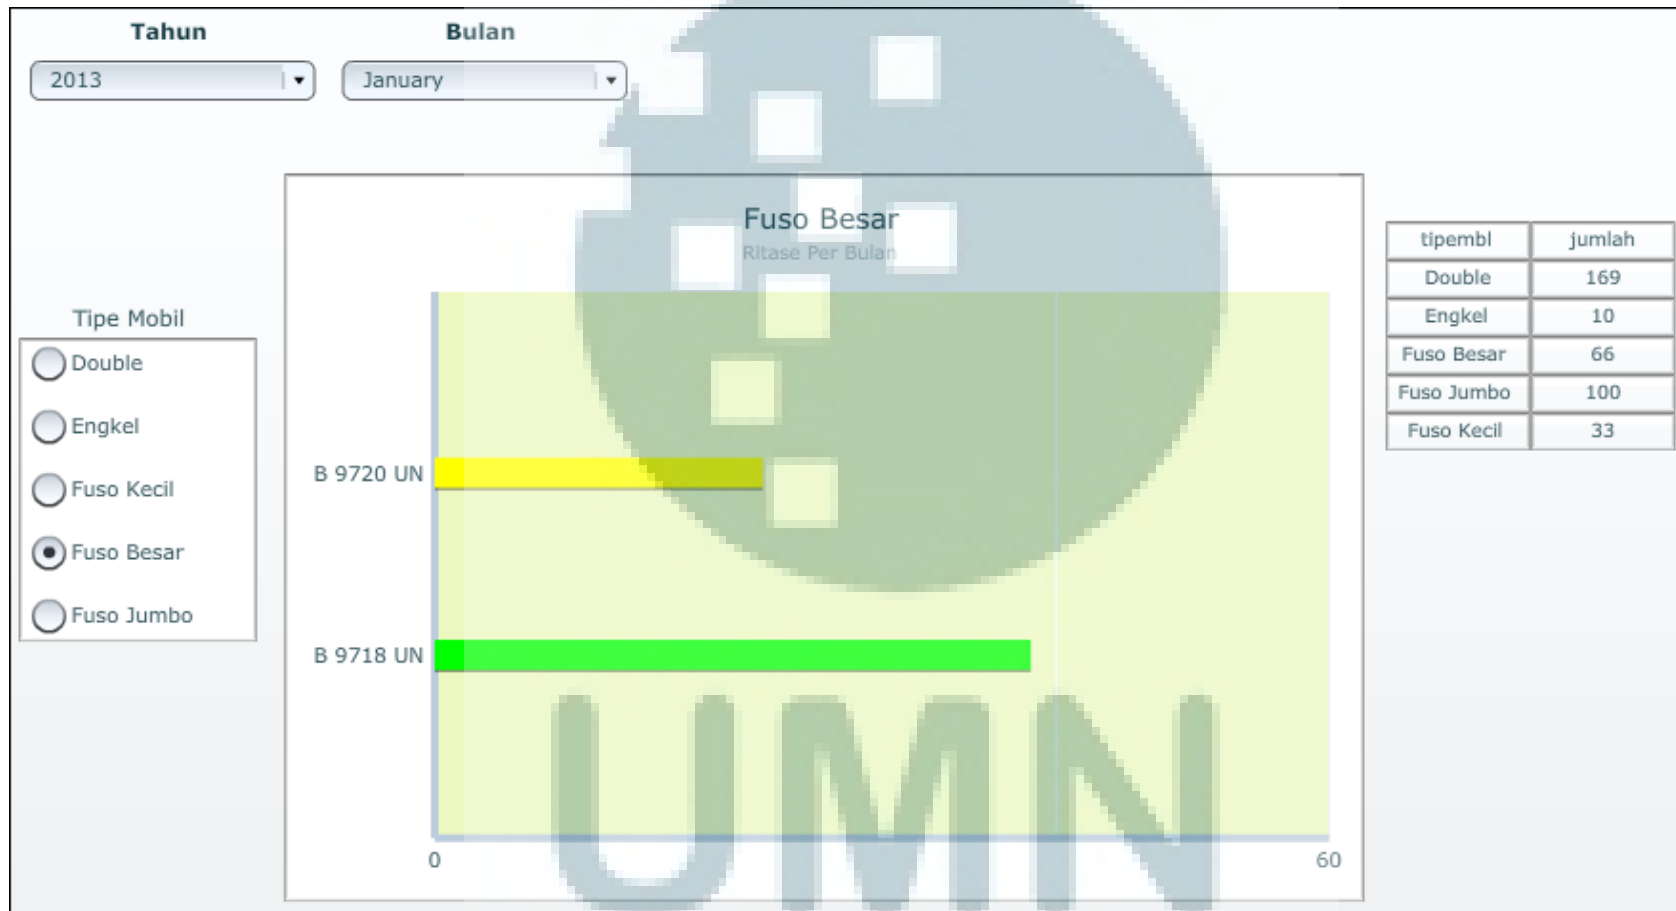 Tahun Bulan
2013 January
Fuso Besar
Ritase Per Bulan
Tipe Mobil
Double
Engkel
Fuso Kecil
Fuso Besar
Fuso Jumbo
B 9720 UN
B 9718 UN
0 60
tipembl jumlah
Double 169
Engkel 10
Fuso Besar 66
Fuso Jumbo 100
Fuso Kecil 33
UMN